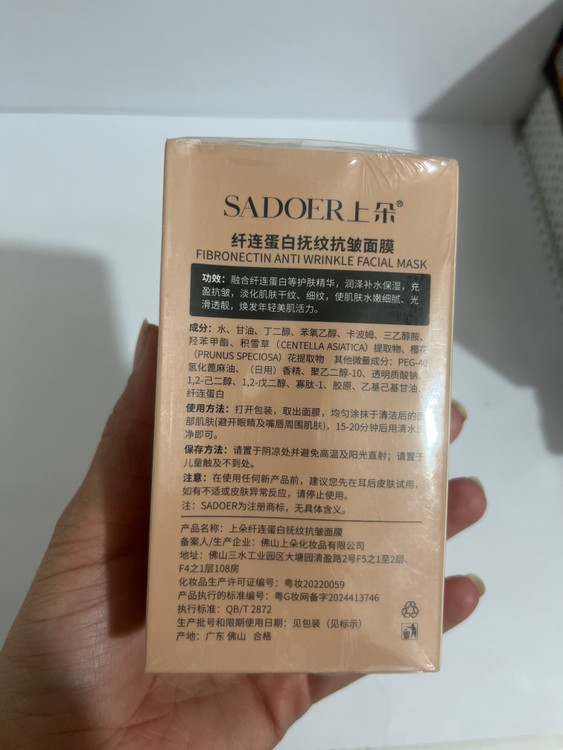 SADOER上朵®
纤连蛋白抚纹抗皱面膜
FIBRONECTIN ANTI WRINKLE FACIAL MASK
功效：融合纤连蛋白等护肤精华，润泽补水保湿，充
盈抗皱，淡化肌肤干纹、细纹，使肌肤水嫩细腻、光
滑透靓，焕发年轻美肌活力。
成分：水、甘油、丁二醇、苯氧乙醇、卡波姆、三乙醇胺、
羟苯甲酯、积雪草（CENTELLA ASIATICA）提取物、樱花
（PRUNUS SPECIOSA）花提取物 其他微量成分：PEG-40
氢化蓖麻油、（日用）香精、聚乙二醇-10、透明质酸钠、
1,2-己二醇、1,2-戊二醇、寡肽-1、胶原、乙基己基甘油、
纤连蛋白
使用方法：打开包装，取出面膜，均匀涂抹于清洁后的面
部肌肤(避开眼睛及嘴唇周围肌肤)，15-20分钟后用清水洗
净即可。
保存方法：请置于阴凉处并避免高温及阳光直射；请置于
儿童触及不到处。
注意：在使用任何新产品前，建议您先在耳后皮肤试用，
如有不适或皮肤异常反应，请停止使用。
注：SADOER为注册商标，无具体含义。
产品名称：上朵纤连蛋白抚纹抗皱面膜
备案人/生产企业：佛山上朵化妆品有限公司
地址：佛山三水工业园区大塘园清盈路2号F5之1至2层、
F4之1层108房
化妆品生产许可证编号：粤妆20220059
产品执行的标准编号：粤G妆网备字2024413746
执行标准：QB/T 2872
生产批号和限期使用日期：见包装（见标示）
产地：广东 佛山 合格